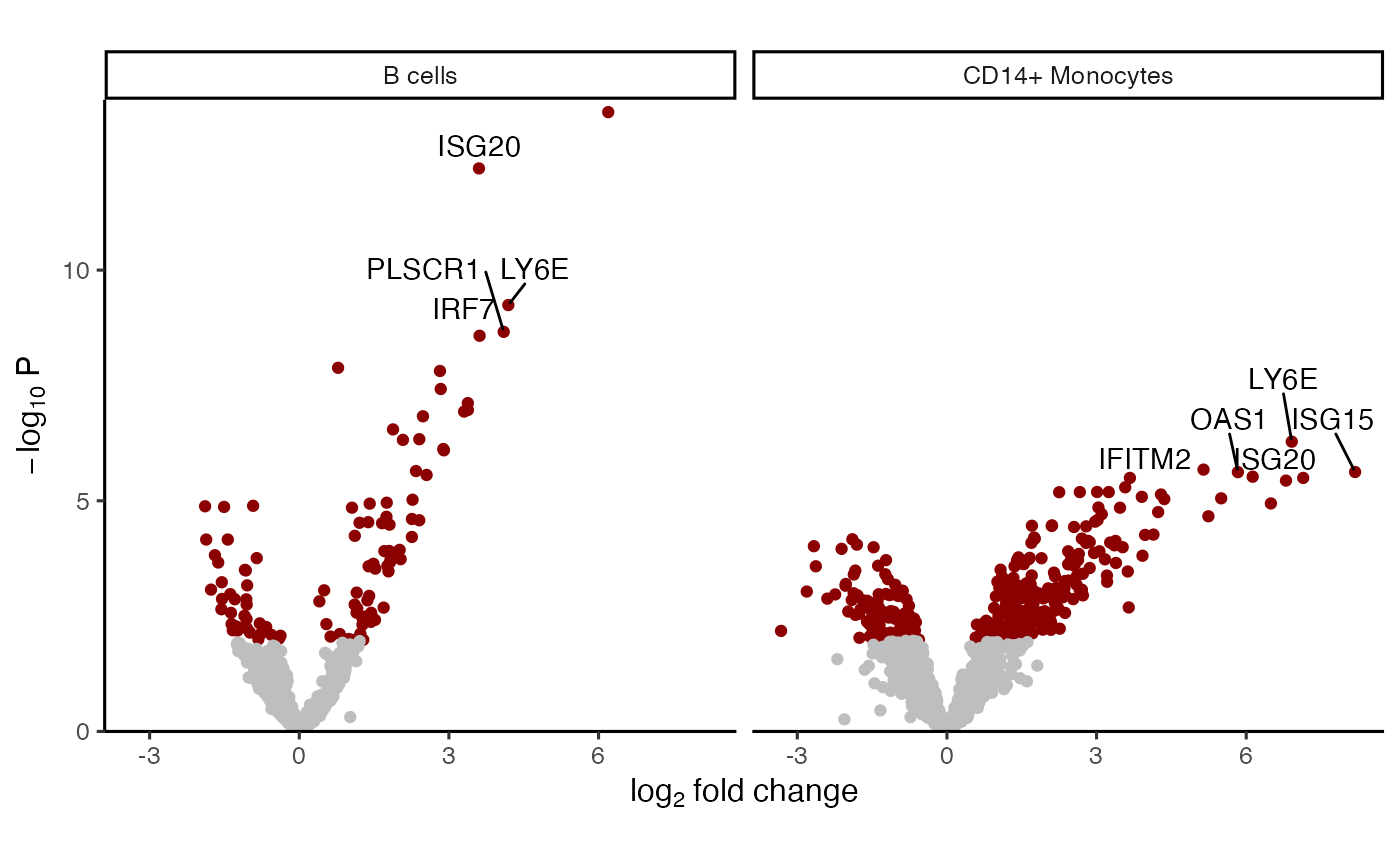 B cells
CD14+ Monocytes
ISG20
PLSCR1
LY6E
IRF7
LY6E
OAS1
ISG15
IFITM2
ISG20
10
5
0
-3
0
3
6
-3
0
3
6
log2 fold change
−log10 P